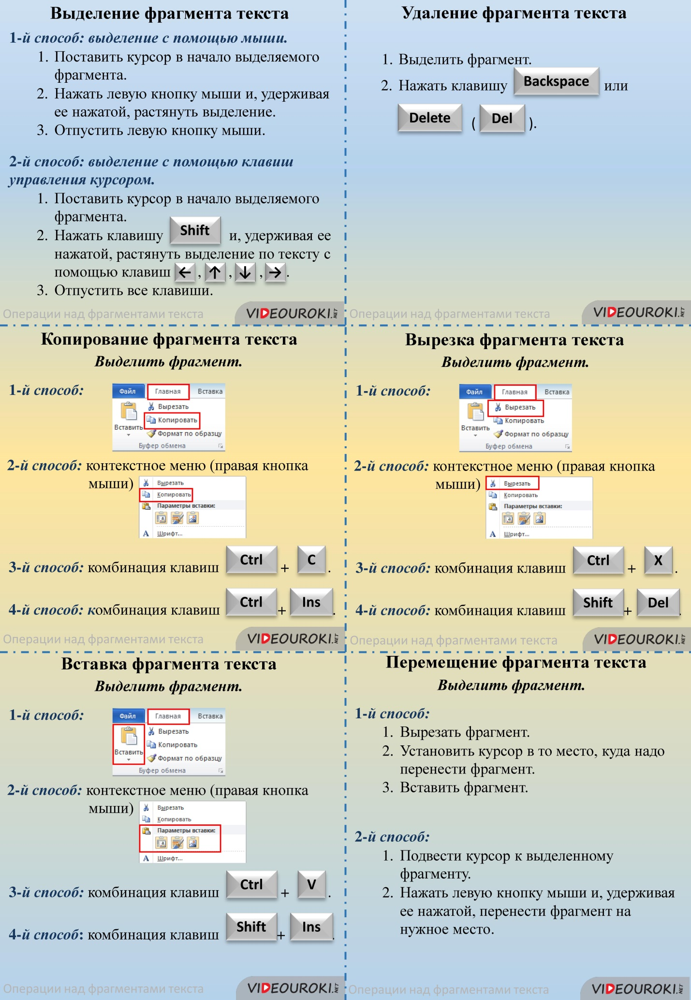 Выделение фрагмента текста
1-й способ: выделение с помощью мыши.
1. Поставить курсор в начало выделяемого
фрагмента.
2. Нажать левую кнопку мыши и, удерживая
ее нажатой, растянуть выделение.
3. Отпустить левую кнопку мыши.
2-й способ: выделение с помощью клавиш
управления курсором.
1. Поставить курсор в начало выделяемого
фрагмента.
2. Нажать клавишу Shift и, удерживая ее
нажатой, растянуть выделение по тексту с
помощью клавиш ←, ↑, ↓, →.
3. Отпустить все клавиши.
Операции над фрагментами текста
VIDEOUROKI.NET
Удаление фрагмента текста
1. Выделить фрагмент.
2. Нажать клавишу Backspace или
Delete ( Del ).
Операции над фрагментами текста
VIDEOUROKI.NET
Копирование фрагмента текста
Выделить фрагмент.
1-й способ:
Файл Главная Вставка
Вырезать
Копировать
Вставить
Формат по образцу
Буфер обмена
2-й способ: контекстное меню (правая кнопка
мыши)
Вырезать
Копировать
Параметры вставки:
a
A Шрифт...
3-й способ: комбинация клавиш Ctrl + C .
4-й способ: комбинация клавиш Ctrl + Ins .
Операции над фрагментами текста
VIDEOUROKI.NET
Вырезка фрагмента текста
Выделить фрагмент.
1-й способ:
Файл Главная Вставка
Вырезать
Копировать
Вставить
Формат по образцу
Буфер обмена
2-й способ: контекстное меню (правая кнопка
мыши)
Вырезать
Копировать
Параметры вставки:
a
A Шрифт...
3-й способ: комбинация клавиш Ctrl + X .
4-й способ: комбинация клавиш Shift + Del .
Операции над фрагментами текста
VIDEOUROKI.NET
Вставка фрагмента текста
Выделить фрагмент.
1-й способ:
Файл Главная Вставка
Вырезать
Копировать
Вставить
Формат по образцу
Буфер обмена
2-й способ: контекстное меню (правая кнопка
мыши)
Вырезать
Копировать
Параметры вставки:
a
A Шрифт...
3-й способ: комбинация клавиш Ctrl + V .
4-й способ: комбинация клавиш Shift + Ins .
Операции над фрагментами текста
VIDEOUROKI.NET
Перемещение фрагмента текста
Выделить фрагмент.
1-й способ:
1. Вырезать фрагмент.
2. Установить курсор в то место, куда надо
перенести фрагмент.
3. Вставить фрагмент.
2-й способ:
1. Подвести курсор к выделенному
фрагменту.
2. Нажать левую кнопку мыши и, удерживая
ее нажатой, перенести фрагмент на
нужное место.
Операции над фрагментами текста
VIDEOUROKI.NET